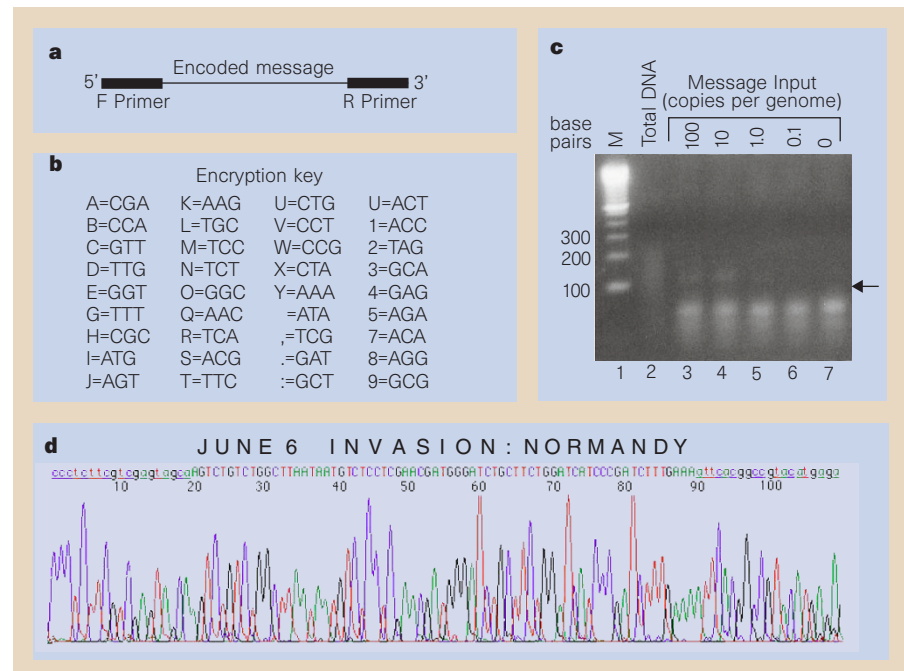 a
5' Encoded message 3'
F Primer R Primer
b
Encryption key
A=CGA K=AAG U=CTG U=ACT
B=CCA L=TGC V=CCT 1=ACC
C=GTT M=TCC W=CCG 2=TAG
D=TTG N=TCT X=CTA 3=GCA
E=GGT O=GGC Y=AAA 4=GAG
G=TTT Q=AAC =ATA 5=AGA
H=CGC R=TCA ,=TCG 7=ACA
I=ATG S=ACG .=GAT 8=AGG
J=AGT T=TTC :=GCT 9=GCG
c
Message Input
(copies per genome)
base pairs M Total DNA 100 10 1.0 0.1 0
300
200
100
1 2 3 4 5 6 7
d
JUNE 6 INVASION: NORMANDY
ccctcttcgtcgagtagcaAGTCTGTCTGGCTTAATAATGTCTCCTCGAACGATGGGATCTGCTTCTGGATCATCCCGATCTTTGAAAattcacggccgtacatgaga
10 20 30 40 50 60 70 80 90 100